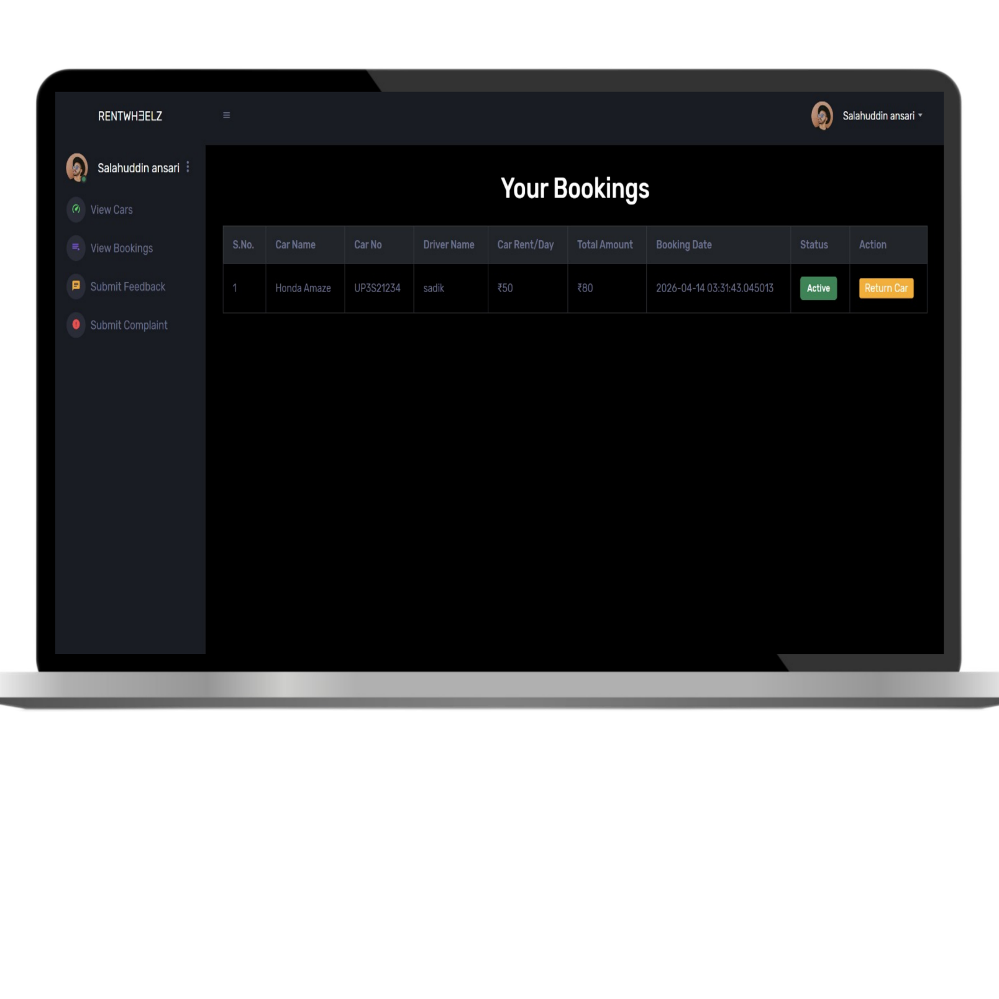 RENTWHƎELZ
Salahuddin ansari
Salahuddin ansari
View Cars
View Bookings
Submit Feedback
Submit Complaint
Your Bookings
S.No. Car Name Car No Driver Name Car Rent/Day Total Amount Booking Date Status Action
1 Honda Amaze UP3S21234 sadik ₹50 ₹80 2026-04-14 03:31:43.045013 Active Return Car